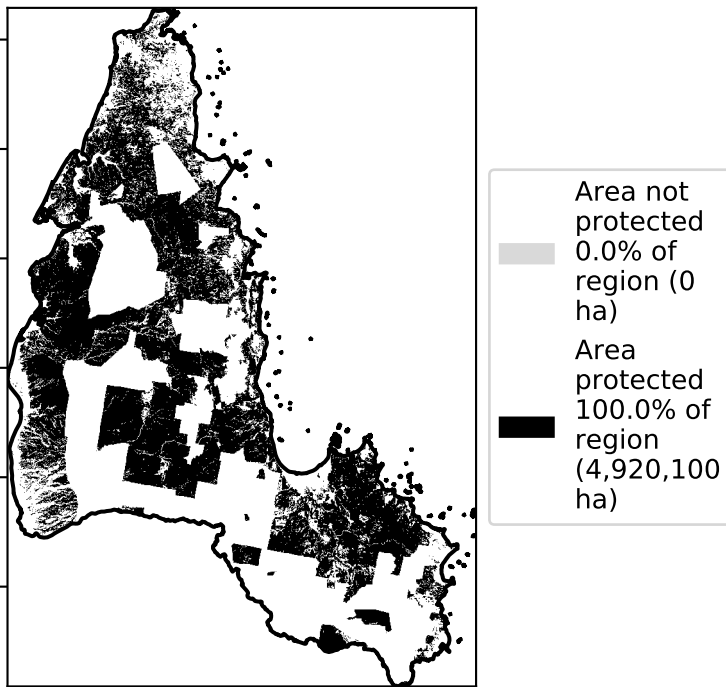 Area not
protected
0.0% of
region (0
ha)
Area
protected
100.0% of
region
(4,920,100
ha)